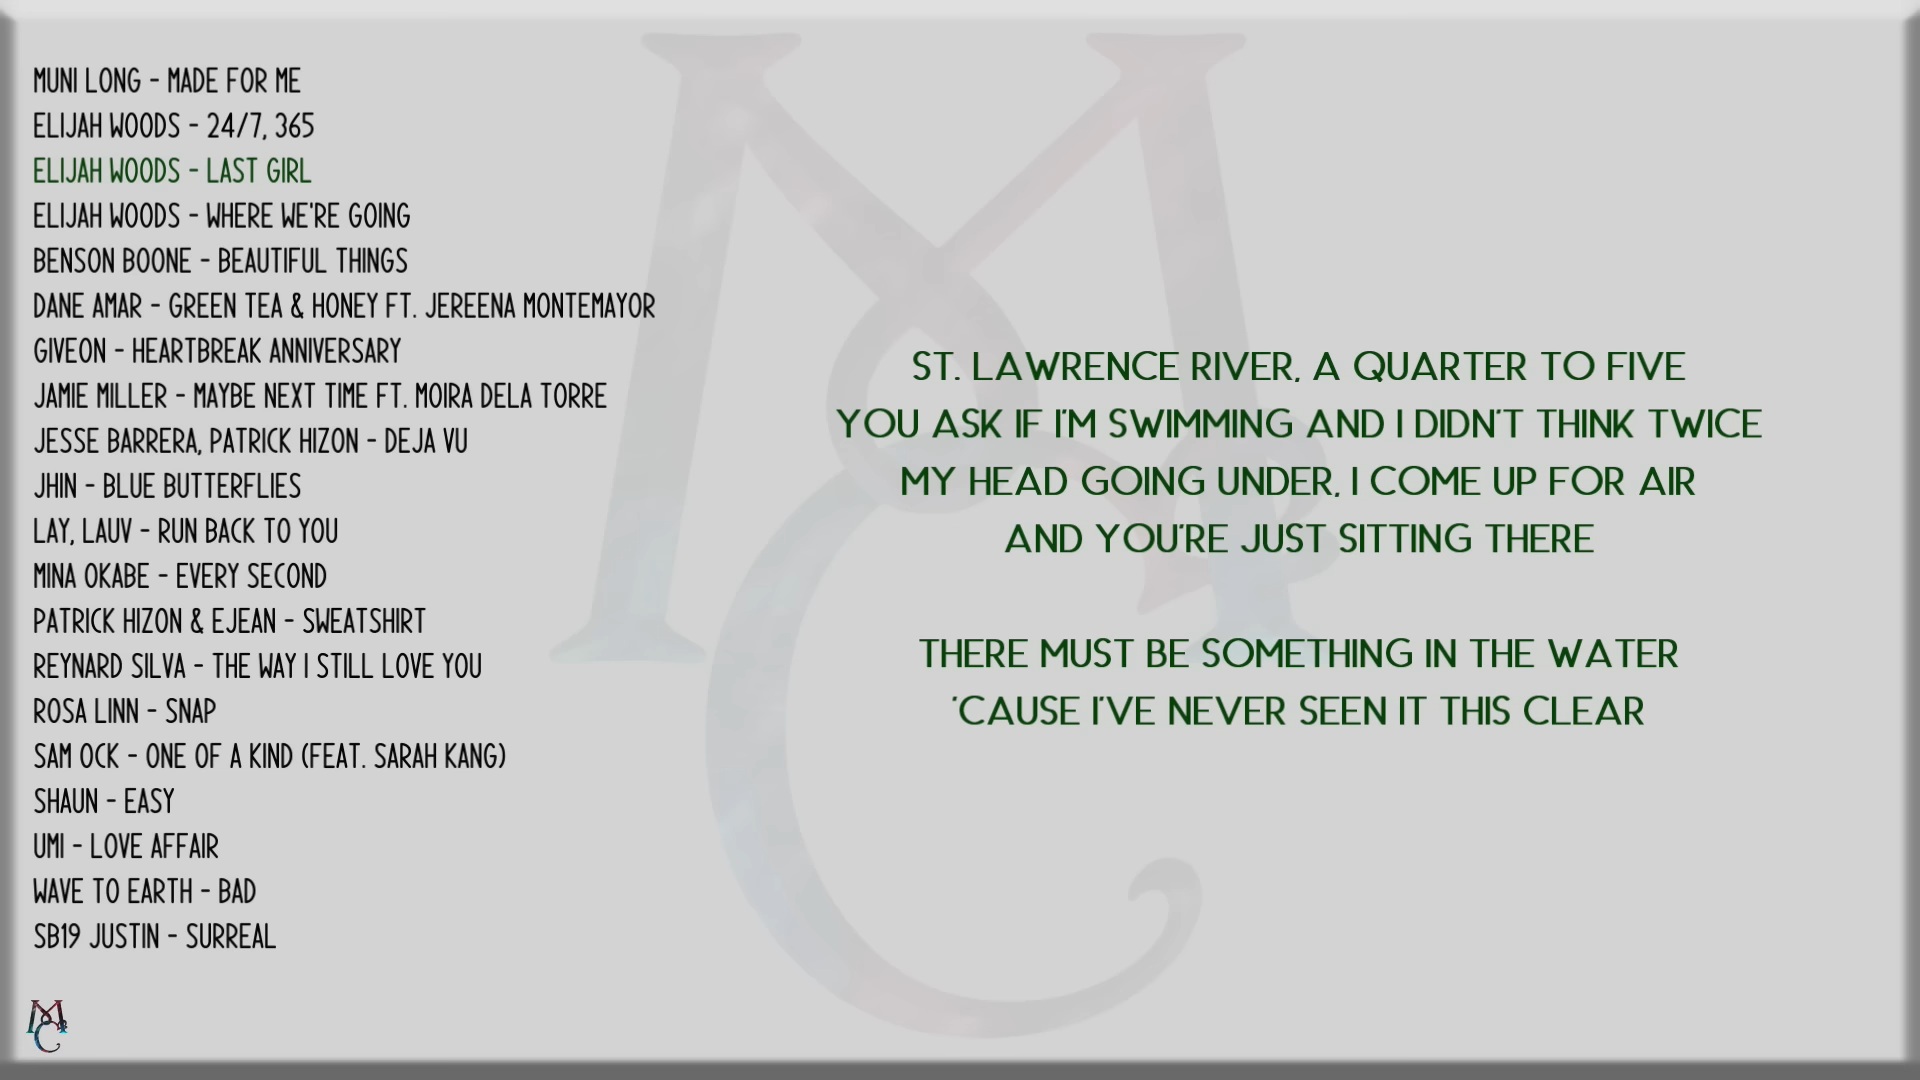 MUNI LONG - MADE FOR ME
ELIJAH WOODS - 24/7, 365
ELIJAH WOODS - LAST GIRL
ELIJAH WOODS - WHERE WE'RE GOING
BENSON BOONE - BEAUTIFUL THINGS
DANE AMAR - GREEN TEA & HONEY FT. JEREENA MONTEMAYOR
GIVEON - HEARTBREAK ANNIVERSARY
JAMIE MILLER - MAYBE NEXT TIME FT. MOIRA DELA TORRE
JESSE BARRERA, PATRICK HIZON - DEJA VU
JHIN - BLUE BUTTERFLIES
LAY, LAUV - RUN BACK TO YOU
MINA OKABE - EVERY SECOND
PATRICK HIZON & EJEAN - SWEATSHIRT
REYNARD SILVA - THE WAY I STILL LOVE YOU
ROSA LINN - SNAP
SAM OCK - ONE OF A KIND (FEAT. SARAH KANG)
SHAUN - EASY
UMI - LOVE AFFAIR
WAVE TO EARTH - BAD
SB19 JUSTIN - SURREAL
ST. LAWRENCE RIVER, A QUARTER TO FIVE
YOU ASK IF I'M SWIMMING AND I DIDN'T THINK TWICE
MY HEAD GOING UNDER, I COME UP FOR AIR
AND YOU'RE JUST SITTING THERE
THERE MUST BE SOMETHING IN THE WATER
'CAUSE I'VE NEVER SEEN IT THIS CLEAR
MC